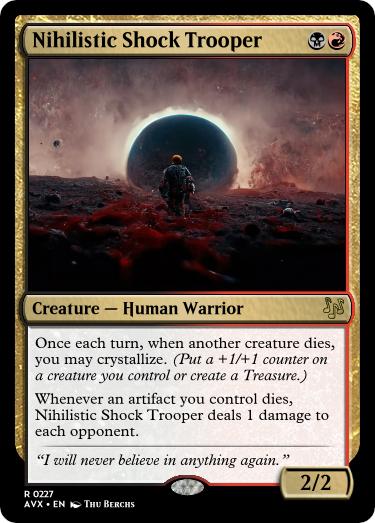 Nihilistic Shock Trooper
Creature — Human Warrior
Once each turn, when another creature dies,
you may crystallize. (Put a +1/+1 counter on
a creature you control or create a Treasure.)
Whenever an artifact you control dies,
Nihilistic Shock Trooper deals 1 damage to
each opponent.
“I will never believe in anything again.”
2/2
R 0227
AVX • EN Thu Berchs